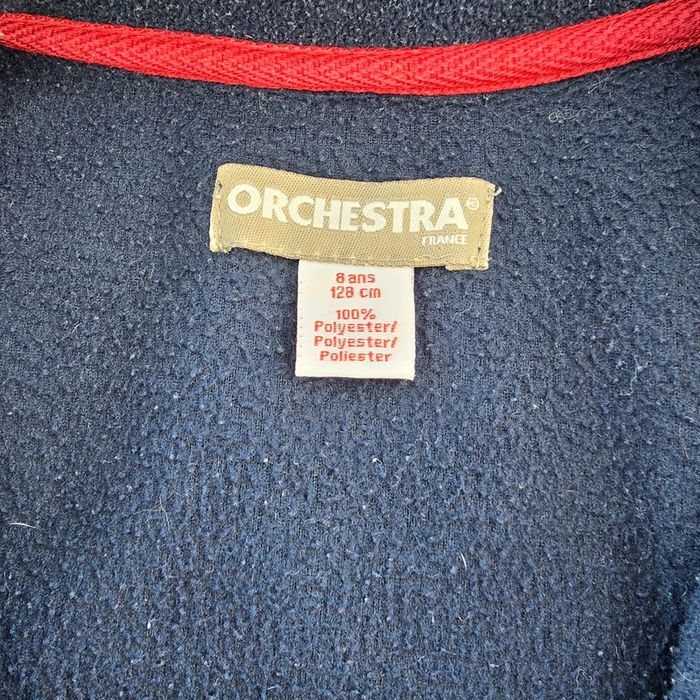 ORCHESTRA®
FRANCE
8 ans
128 cm
100%
Polyester/
Polyester/
Poliester